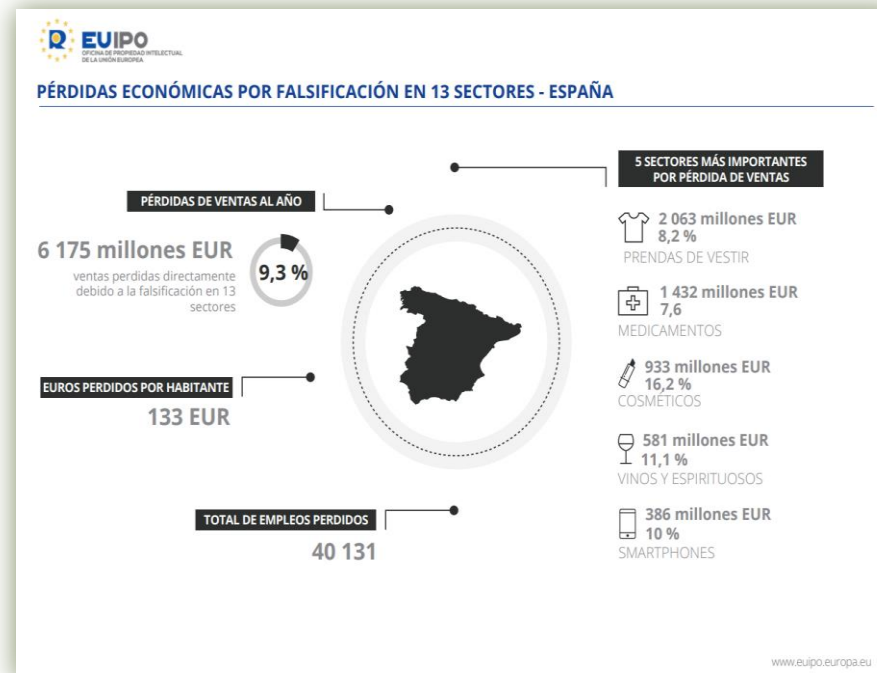 EUIPO
OFICINA DE PROPIEDAD INTELECTUAL
DE LA UNIÓN EUROPEA
PÉRDIDAS ECONÓMICAS POR FALSIFICACIÓN EN 13 SECTORES - ESPAÑA
PÉRDIDAS DE VENTAS AL AÑO
6 175 millones EUR
ventas perdidas directamente
debido a la falsificación en 13
sectores
9,3 %
EUROS PERDIDOS POR HABITANTE
133 EUR
TOTAL DE EMPLEOS PERDIDOS
40 131
5 SECTORES MÁS IMPORTANTES
POR PÉRDIDA DE VENTAS
2 063 millones EUR
8,2 %
PRENDAS DE VESTIR
1 432 millones EUR
7,6
MEDICAMENTOS
933 millones EUR
16,2 %
COSMÉTICOS
581 millones EUR
11,1 %
VINOS Y ESPIRITUOSOS
386 millones EUR
10 %
SMARTPHONES
www.euipo.europa.eu